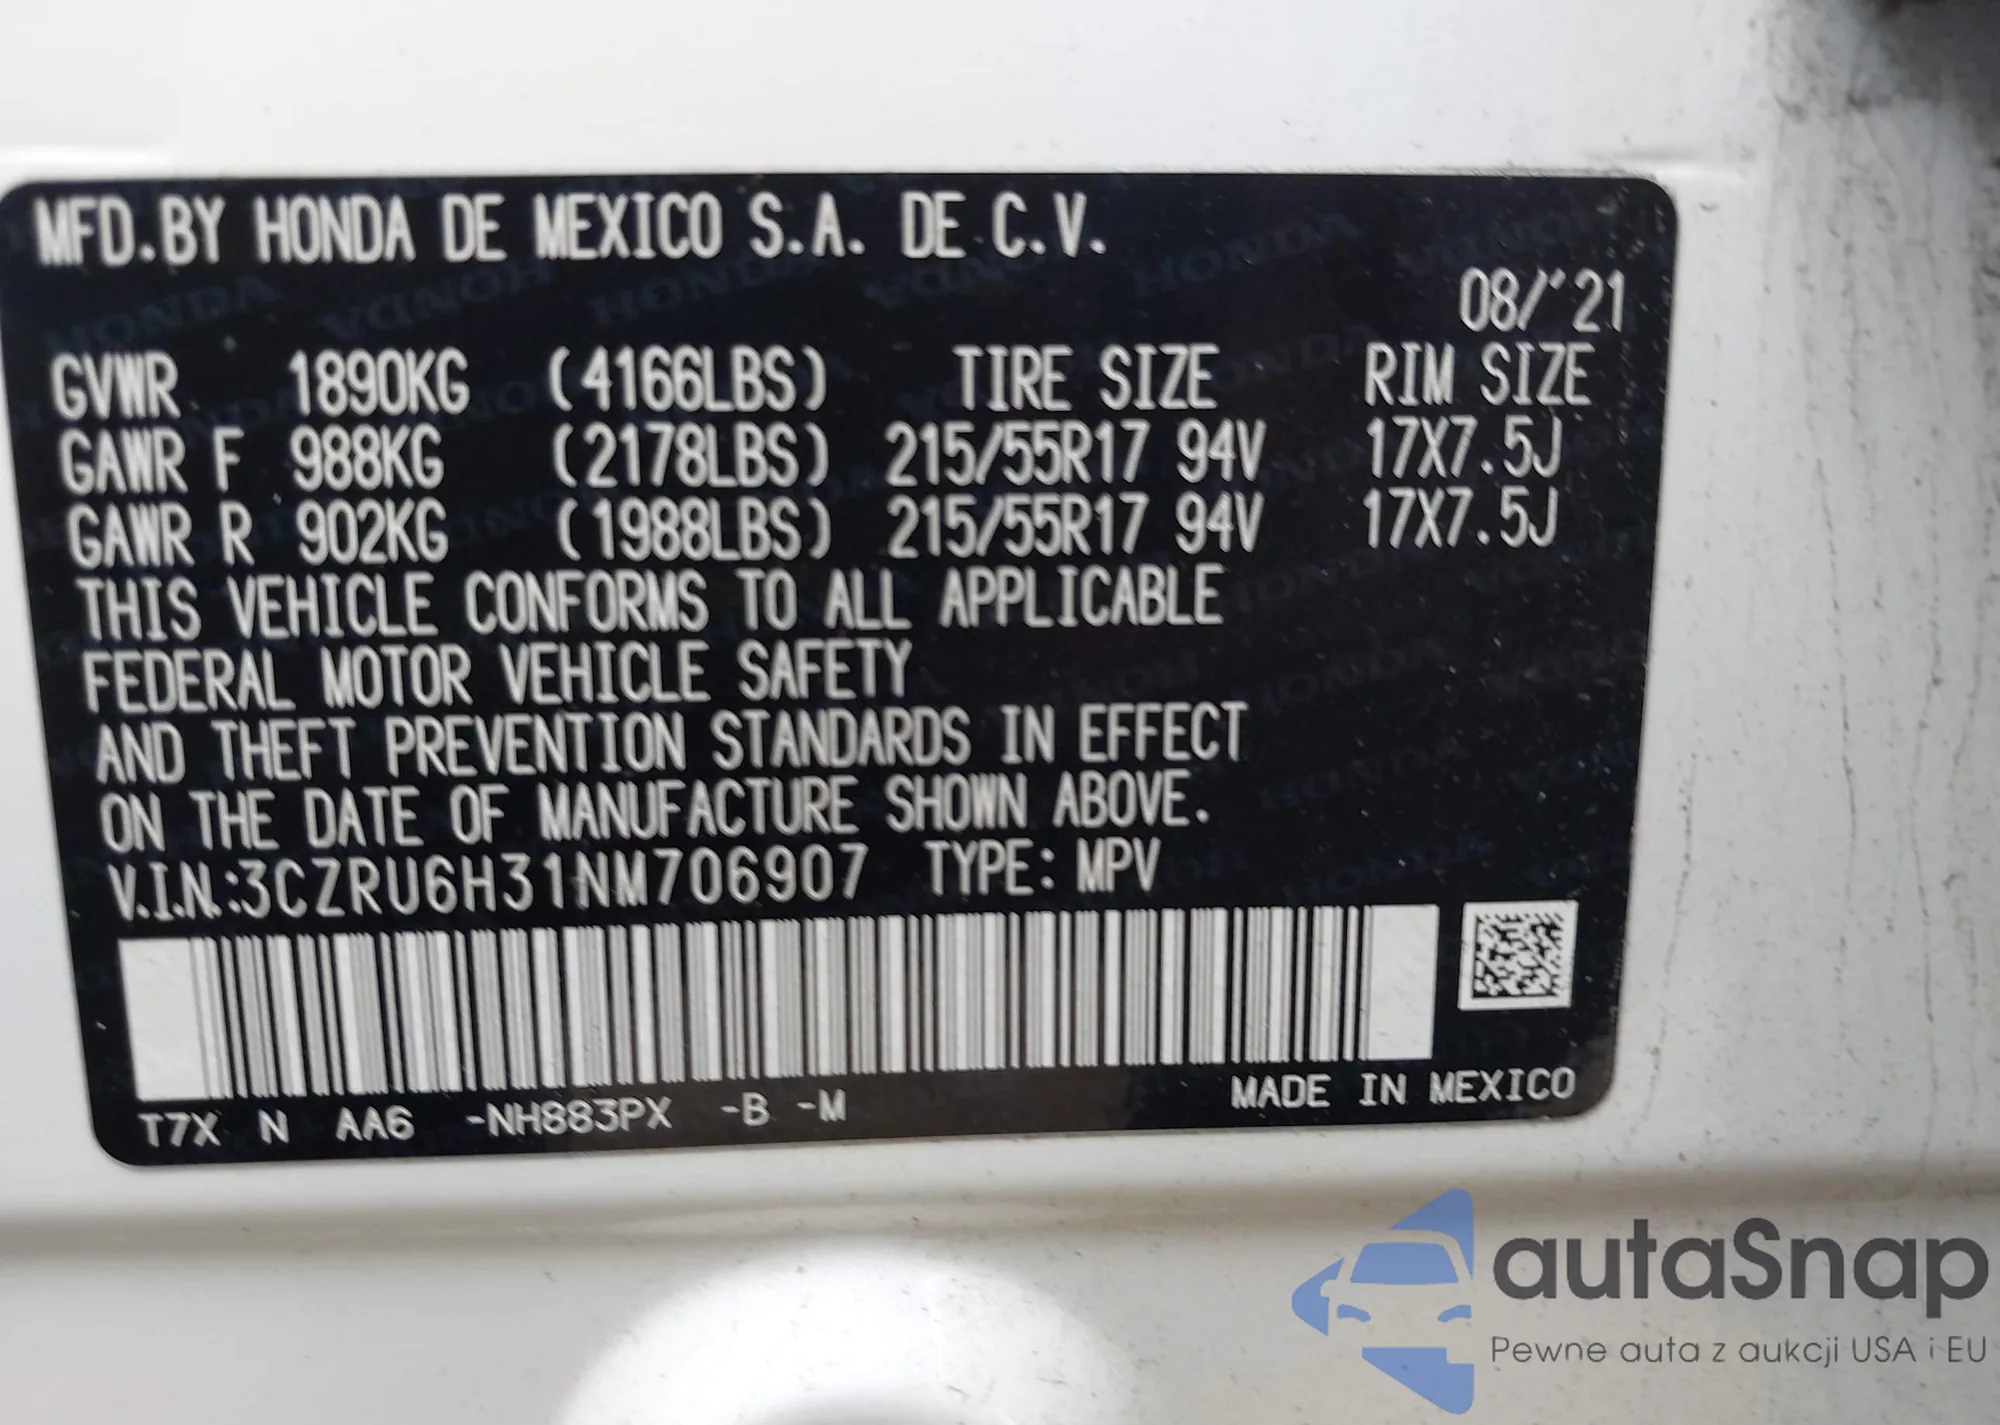 MFD.BY HONDA DE MEXICO S.A. DE C.V.
08/'21
GVWR 1890KG (4166LBS) TIRE SIZE RIM SIZE
GAWR F 988KG (2178LBS) 215/55R17 94V 17X7.5J
GAWR R 902KG (1988LBS) 215/55R17 94V 17X7.5J
THIS VEHICLE CONFORMS TO ALL APPLICABLE
FEDERAL MOTOR VEHICLE SAFETY
AND THEFT PREVENTION STANDARDS IN EFFECT
ON THE DATE OF MANUFACTURE SHOWN ABOVE.
V.I.N.:3CZRU6H31NM706907 TYPE: MPV
T7X N AA6 -NH883PX -B -M MADE IN MEXICO
autaSnap
Pewne auta z aukcji USA i EU